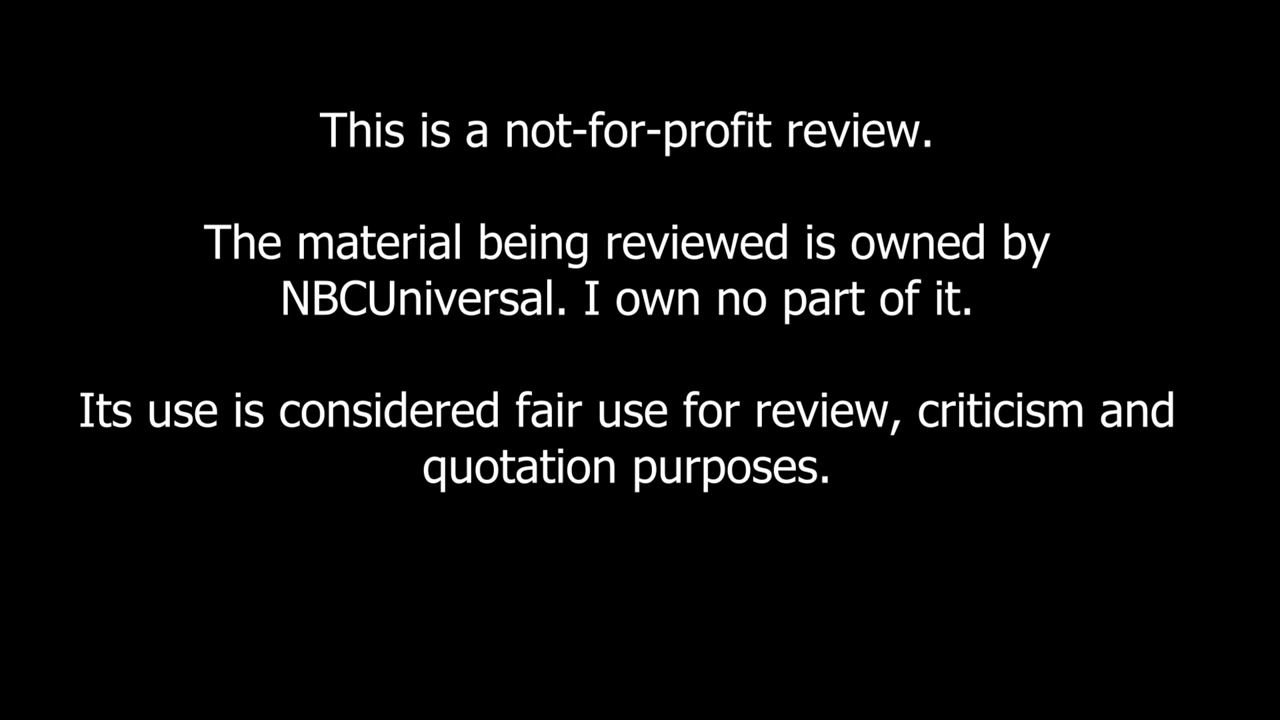 This is a not-for-profit review.
The material being reviewed is owned by
NBCUniversal. I own no part of it.
Its use is considered fair use for review, criticism and
quotation purposes.